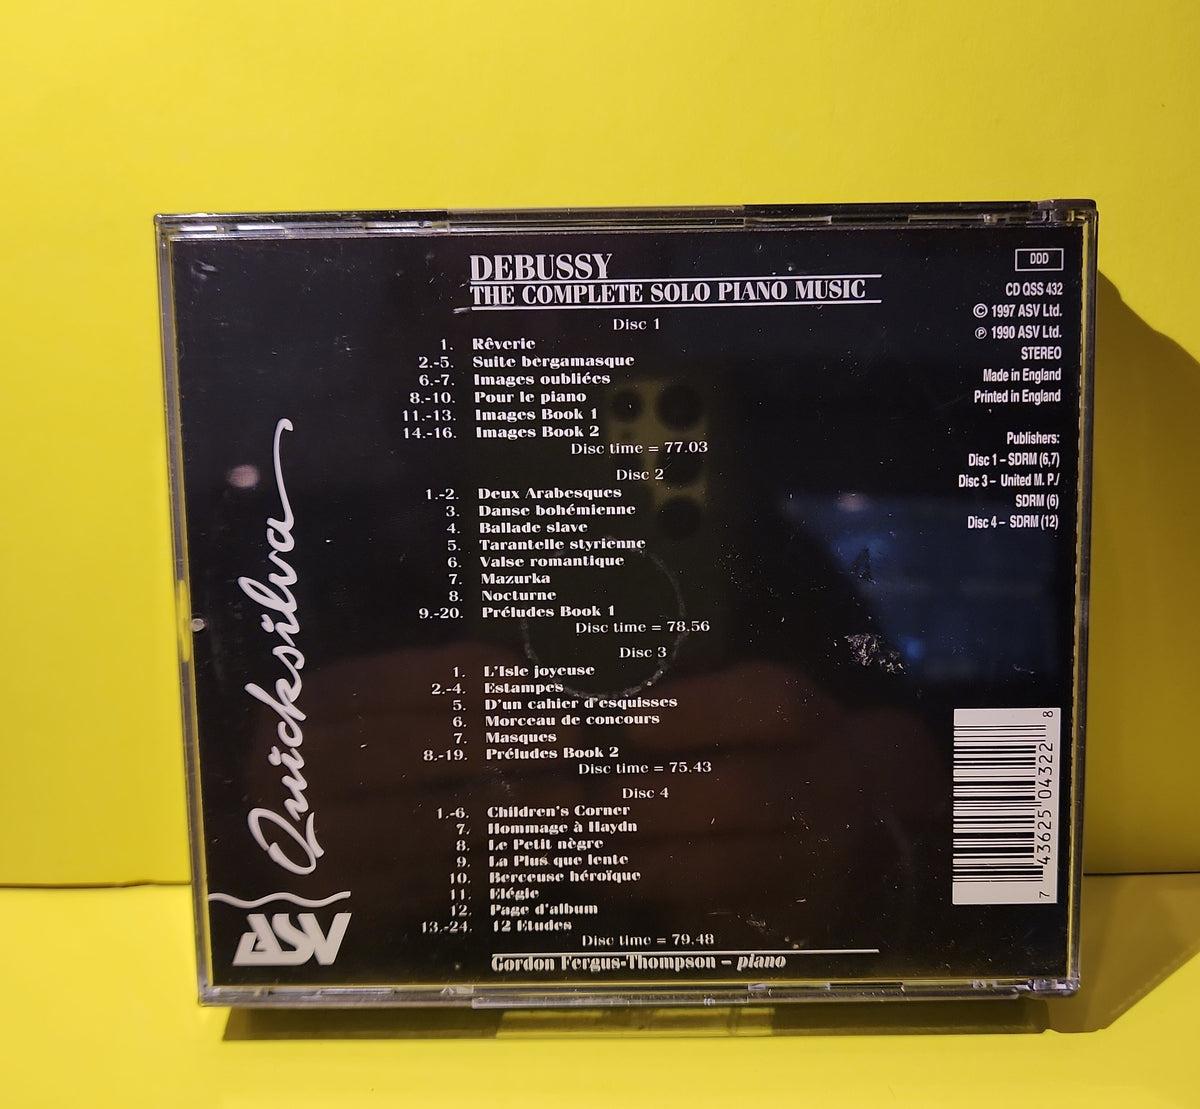 DEBUSSY
THE COMPLETE SOLO PIANO MUSIC
Disc 1
1. Rêverie
2.-5. Suite bergamasque
6.-7. Images oubliées
8.-10. Pour le piano
11.-13. Images Book 1
14.-16. Images Book 2
Disc time = 77.03
Disc 2
1.-2. Deux Arabesques
3. Danse bohémienne
4. Ballade slave
5. Tarantelle styrienne
6. Valse romantique
7. Mazurka
8. Nocturne
9.-20. Préludes Book 1
Disc time = 78.56
Disc 3
1. L'Isle joyeuse
2.-4. Estampes
5. D'un cahier d'esquisses
6. Morceau de concours
7. Masques
8.-19. Préludes Book 2
Disc time = 75.43
Disc 4
1.-6. Children's Corner
7. Hommage à Haydn
8. Le Petit nègre
9. La Plus que lente
10. Berceuse héroïque
11. Elégie
12. Page d'album
13.-24. 12 Etudes
Disc time = 79.48
Gordon Fergus-Thompson – piano
DDD
CD QSS 432
© 1997 ASV Ltd.
℗ 1990 ASV Ltd.
STEREO
Made in England
Printed in England
Publishers:
Disc 1 – SDRM (6,7)
Disc 3 – United M. P./
SDRM (6)
Disc 4 – SDRM (12)
7 43625 04322 8
Quicksilva
ASV